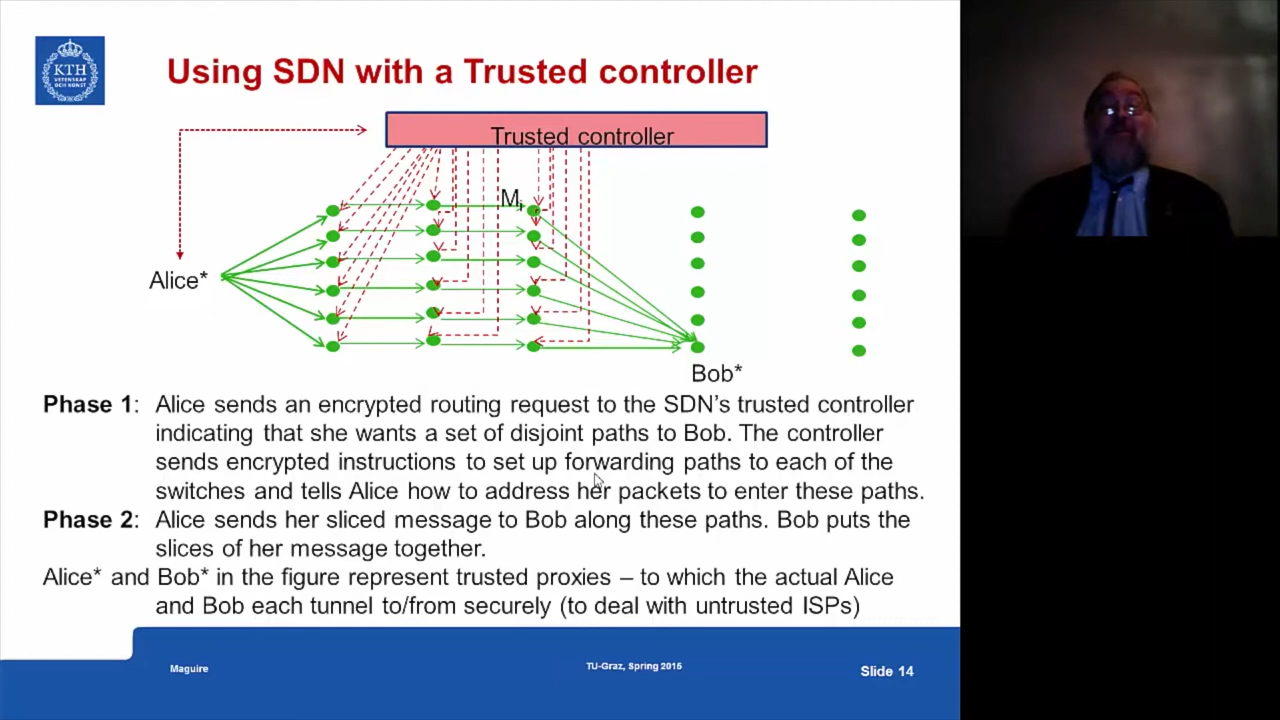 KTH
VETENSKAP
OCH KONST
Using SDN with a Trusted controller
Trusted controller
Mi
Alice*
Bob*
Phase 1: Alice sends an encrypted routing request to the SDN's trusted controller
indicating that she wants a set of disjoint paths to Bob. The controller
sends encrypted instructions to set up forwarding paths to each of the
switches and tells Alice how to address her packets to enter these paths.
Phase 2: Alice sends her sliced message to Bob along these paths. Bob puts the
slices of her message together.
Alice* and Bob* in the figure represent trusted proxies – to which the actual Alice
and Bob each tunnel to/from securely (to deal with untrusted ISPs)
Maguire
TU-Graz, Spring 2015
Slide 14